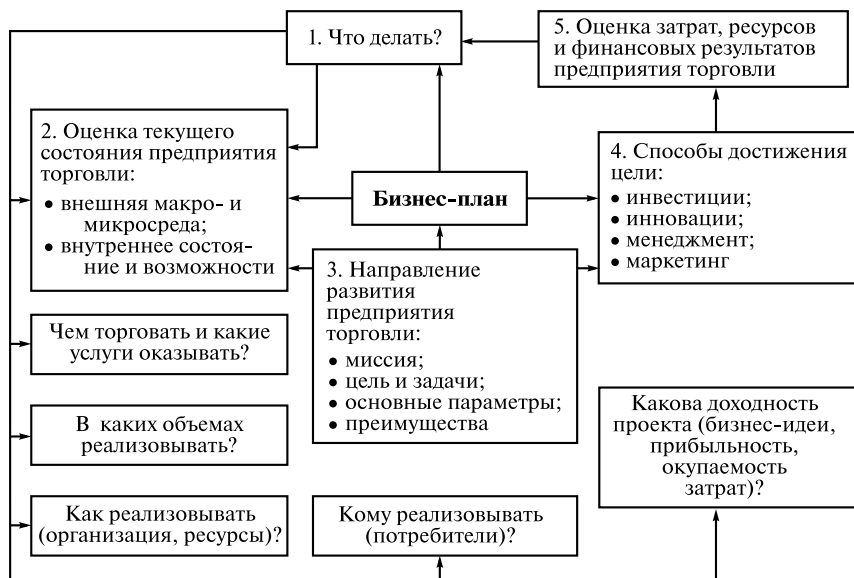 1. Что делать?
5. Оценка затрат, ресурсов
и финансовых результатов
предприятия торговли
2. Оценка текущего
состояния предприятия
торговли:
• внешняя макро- и
микросреда;
• внутреннее состоя-
ние и возможности
Бизнес-план
4. Способы достижения
цели:
• инвестиции;
• инновации;
• менеджмент;
• маркетинг
3. Направление
развития
предприятия
торговли:
• миссия;
• цель и задачи;
• основные параметры;
• преимущества
Чем торговать и какие
услуги оказывать?
В каких объемах
реализовывать?
Как реализовывать
(организация, ресурсы)?
Кому реализовывать
(потребители)?
Какова доходность
проекта (бизнес-идеи,
прибыльность,
окупаемость
затрат)?